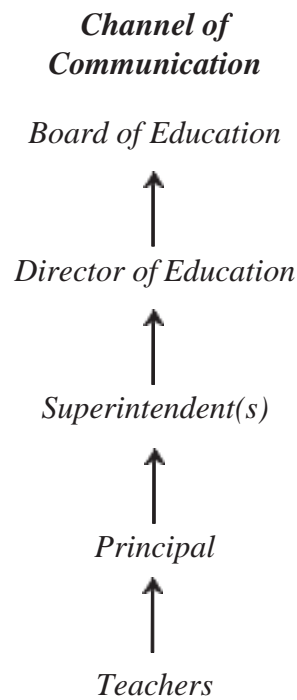 Channel of
Communication
Board of Education
Director of Education
Superintendent(s)
Principal
Teachers